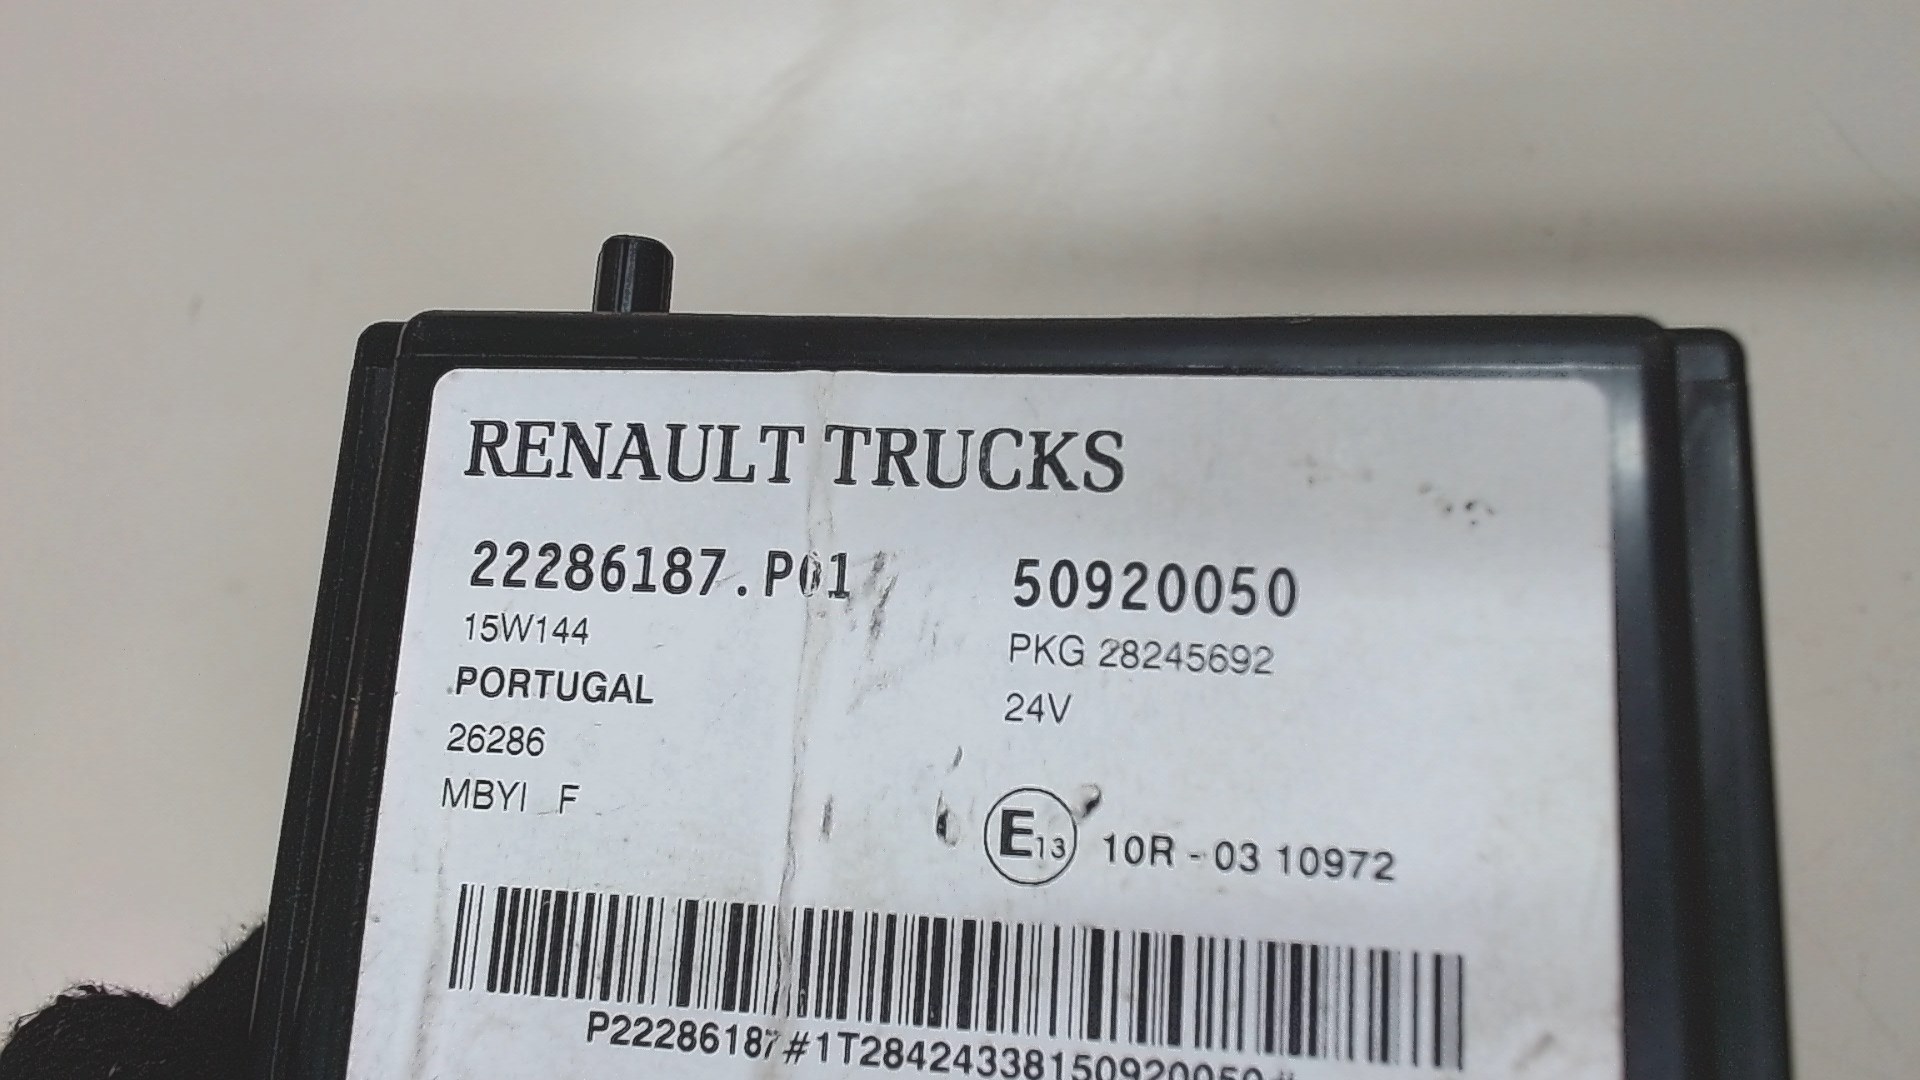 RENAULT TRUCKS
22286187.P01 50920050
15W144 PKG 28245692
PORTUGAL 24V
26286
MBYI F
E13 10R - 03 10972
P22286187#1T28424338150920050#